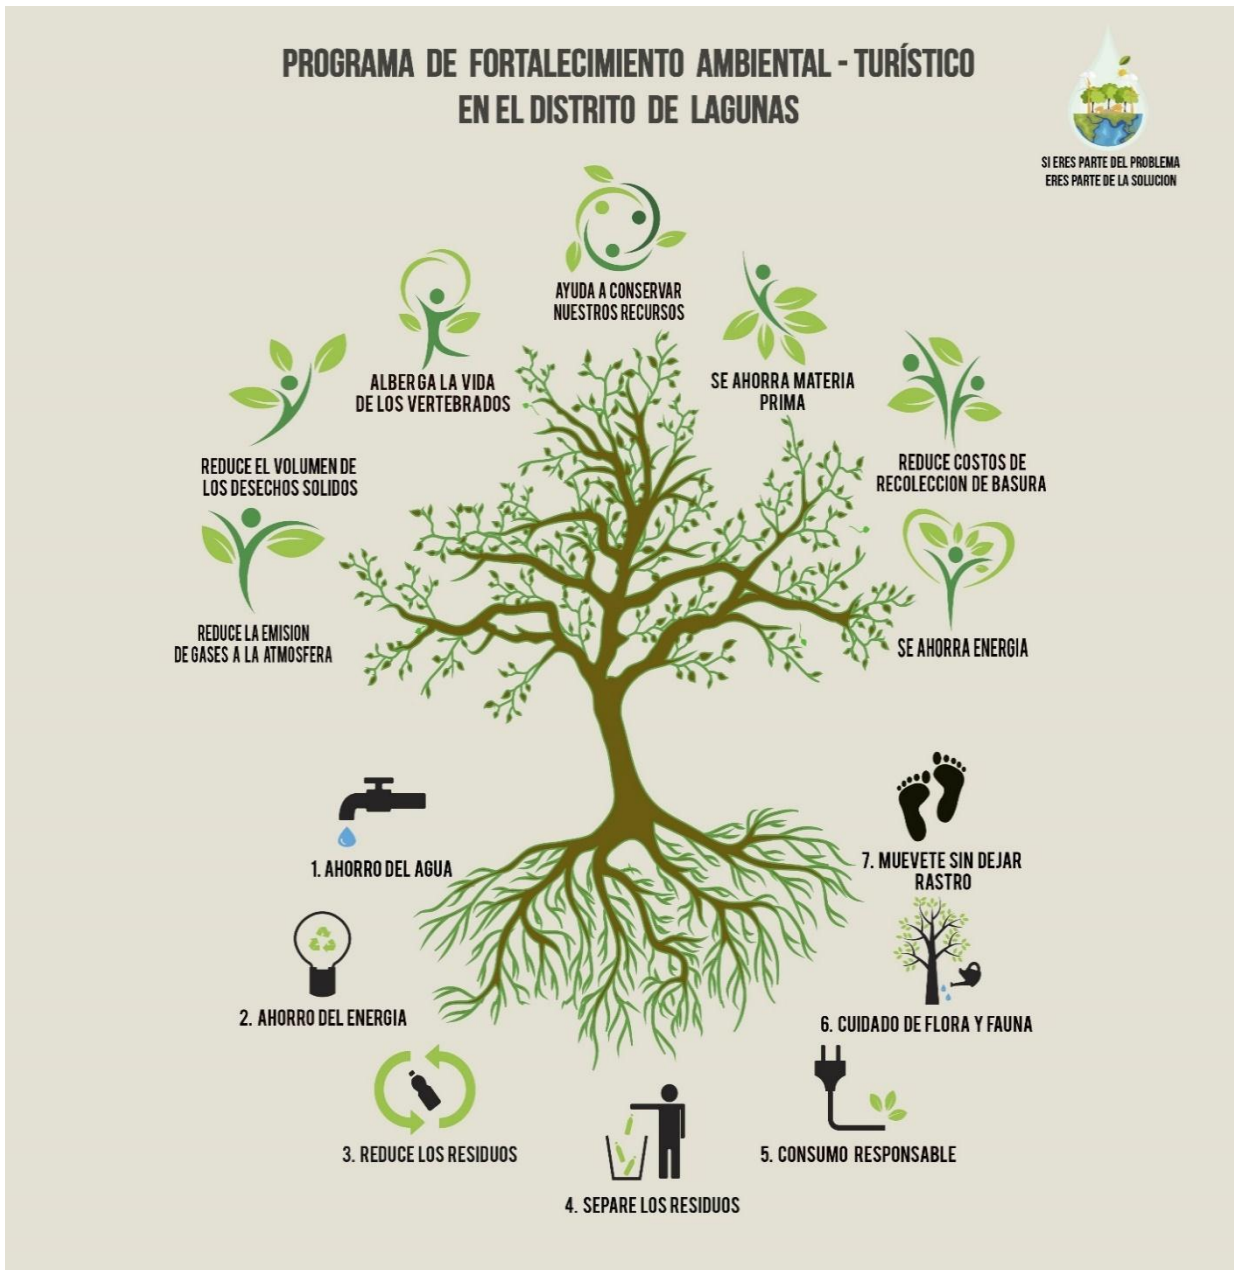 PROGRAMA DE FORTALECIMIENTO AMBIENTAL - TURÍSTICO
EN EL DISTRITO DE LAGUNAS
SI ERES PARTE DEL PROBLEMA
ERES PARTE DE LA SOLUCION
AYUDA A CONSERVAR
NUESTROS RECURSOS
ALBERGA LA VIDA
DE LOS VERTEBRADOS
SE AHORRA MATERIA
PRIMA
REDUCE EL VOLUMEN DE
LOS DESECHOS SOLIDOS
REDUCE COSTOS DE
RECOLECCION DE BASURA
REDUCE LA EMISION
DE GASES A LA ATMOSFERA
SE AHORRA ENERGIA
1. AHORRO DEL AGUA
2. AHORRO DEL ENERGIA
3. REDUCE LOS RESIDUOS
4. SEPARE LOS RESIDUOS
5. CONSUMO RESPONSABLE
6. CUIDADO DE FLORA Y FAUNA
7. MUEVETE SIN DEJAR
RASTRO